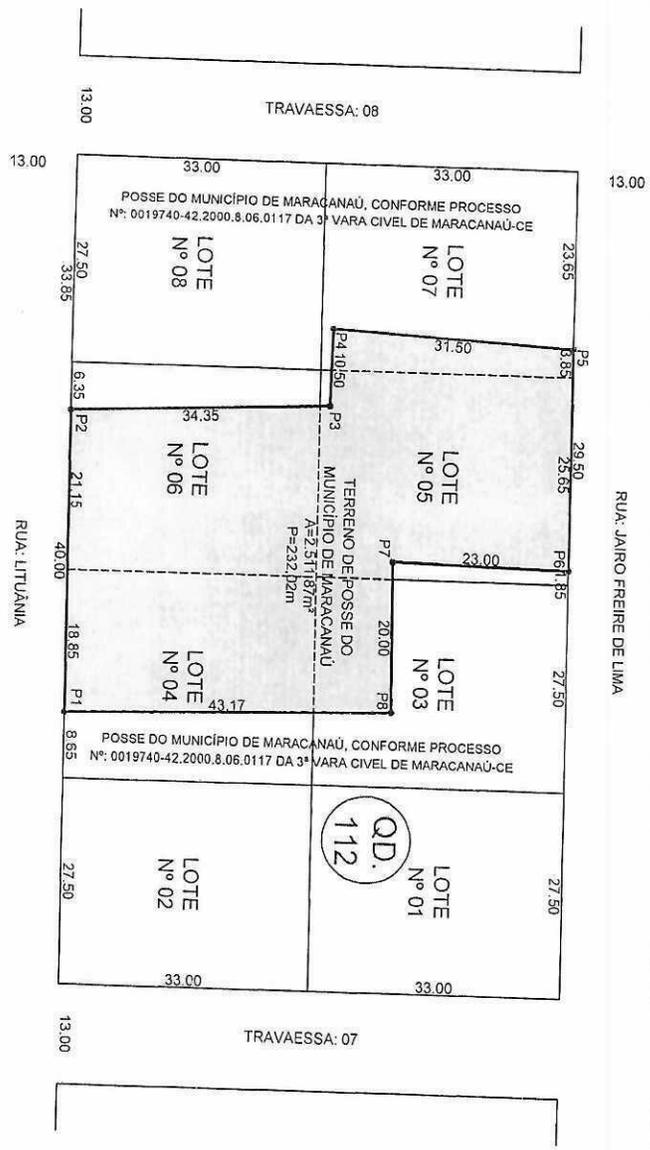 TRAVAESSA: 08
13.00
13.00
13.00
33.00
33.00
POSSE DO MUNICÍPIO DE MARACANAÚ, CONFORME PROCESSO
Nº: 0019740-42.2000.8.06.0117 DA 3ª VARA CIVEL DE MARACANAÚ-CE
27.50
33.85
LOTE
Nº 08
LOTE
Nº 07
23.65
P4
10.50
31.50
P5
3.85
6.35
P2
34.35
P3
29.50
25.65
21.15
LOTE
Nº 06
LOTE
Nº 05
TERRENO DE POSSE DO
MUNICÍPIO DE MARACANAÚ
A=2.511,87m²
P=232,02m
RUA: JAIRO FREIRE DE LIMA
RUA: LITUÂNIA
40.00
P7
23.00
P6
1.85
18.85
LOTE
Nº 04
20.00
LOTE
Nº 03
27.50
P1
43.17
P8
8.65
POSSE DO MUNICÍPIO DE MARACANAÚ, CONFORME PROCESSO
Nº: 0019740-42.2000.8.06.0117 DA 3ª VARA CIVEL DE MARACANAÚ-CE
QD.
112
27.50
LOTE
Nº 02
LOTE
Nº 01
27.50
33.00
33.00
13.00
TRAVAESSA: 07